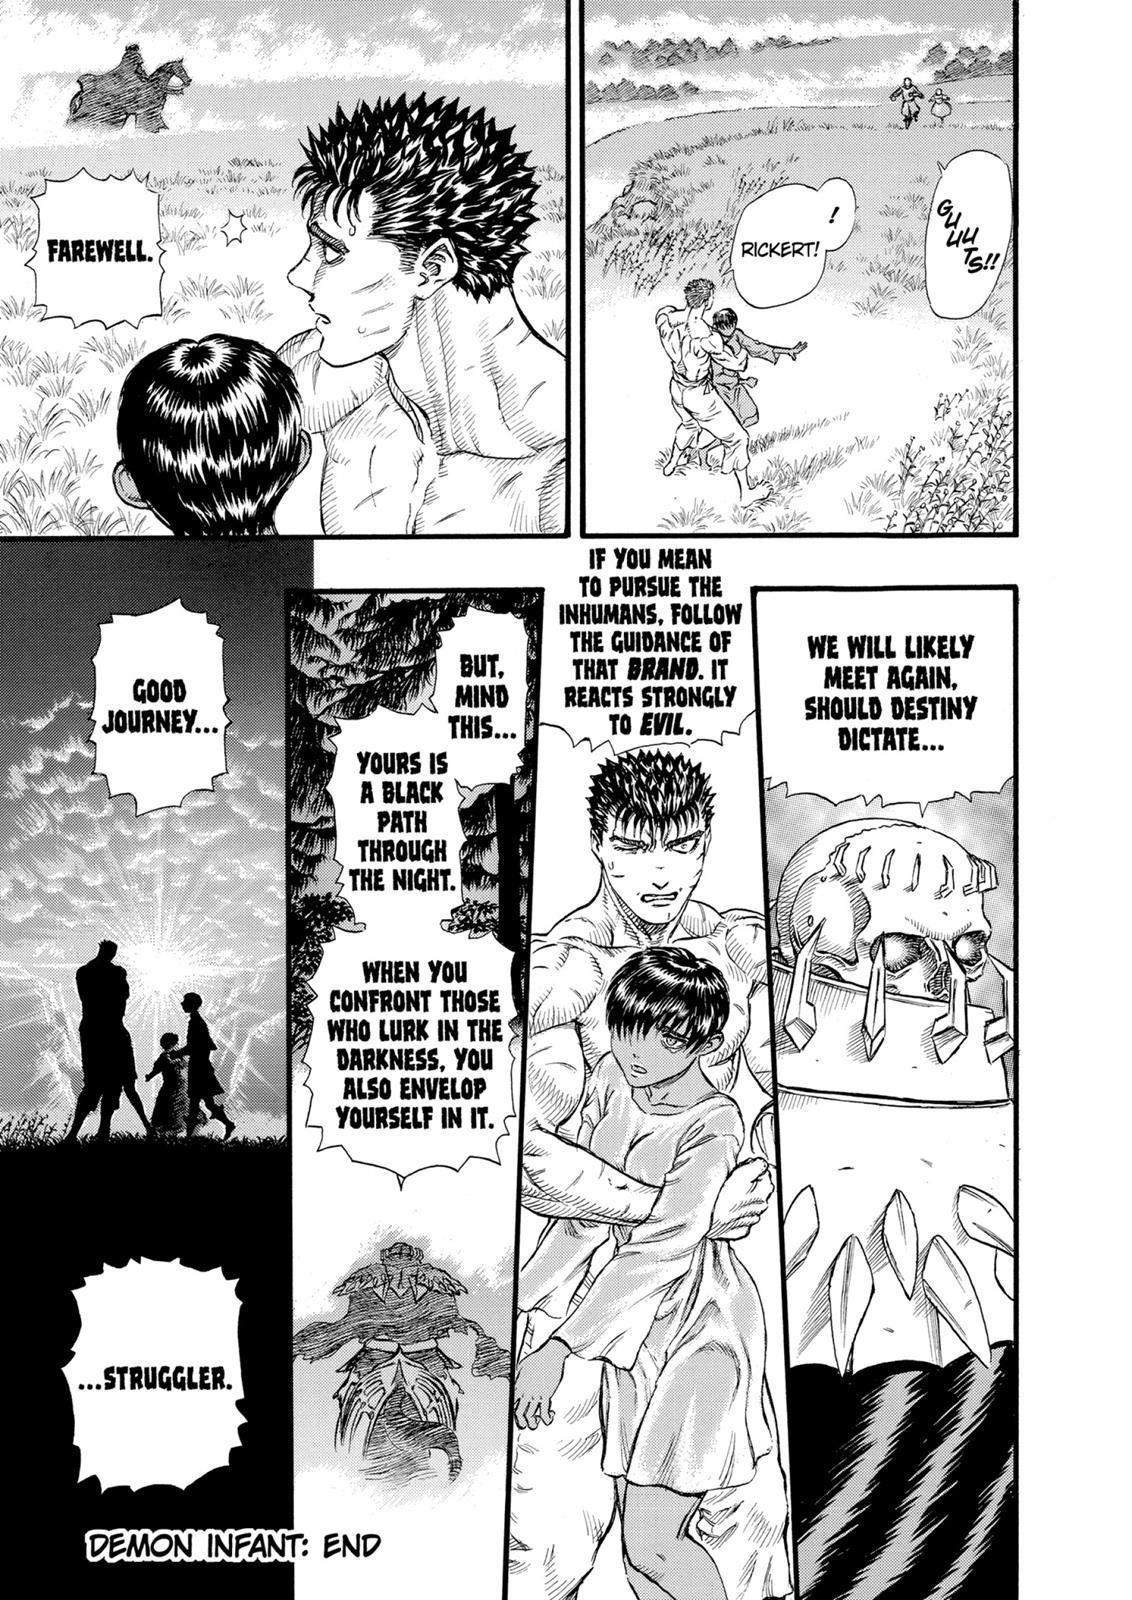 GUUUTS!!
!
RICKERT!
FAREWELL.
WE WILL LIKELY
MEET AGAIN,
SHOULD DESTINY
DICTATE...
IF YOU MEAN
TO PURSUE THE
INHUMANS, FOLLOW
THE GUIDANCE OF
THAT BRAND. IT
REACTS STRONGLY
TO EVIL.
BUT,
MIND
THIS...
YOURS IS
A BLACK
PATH
THROUGH
THE NIGHT.
WHEN YOU
CONFRONT THOSE
WHO LURK IN THE
DARKNESS, YOU
ALSO ENVELOP
YOURSELF IN IT.
GOOD
JOURNEY...
...STRUGGLER.
DEMON INFANT: END